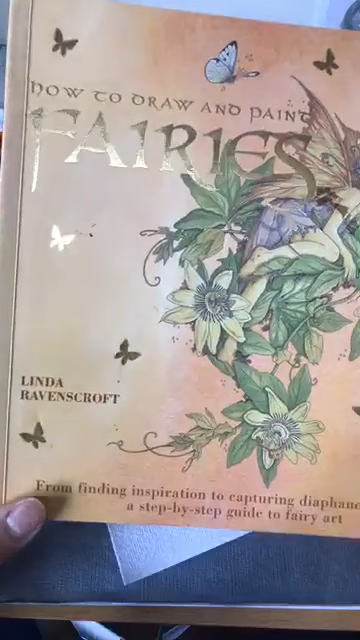 HOW TO DRAW AND PAINT
FAIRIES
LINDA
RAVENSCROFT
From finding inspiration to capturing
a step-by-step guide to fairy art